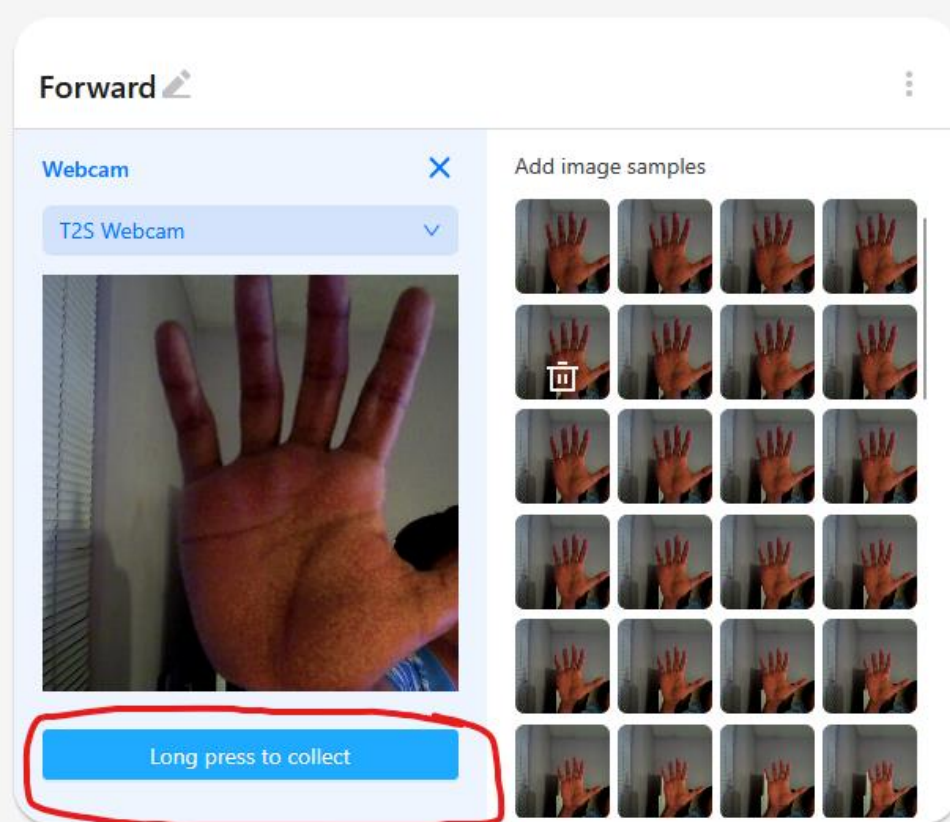 Forward
Webcam
T2S Webcam
Long press to collect
Add image samples